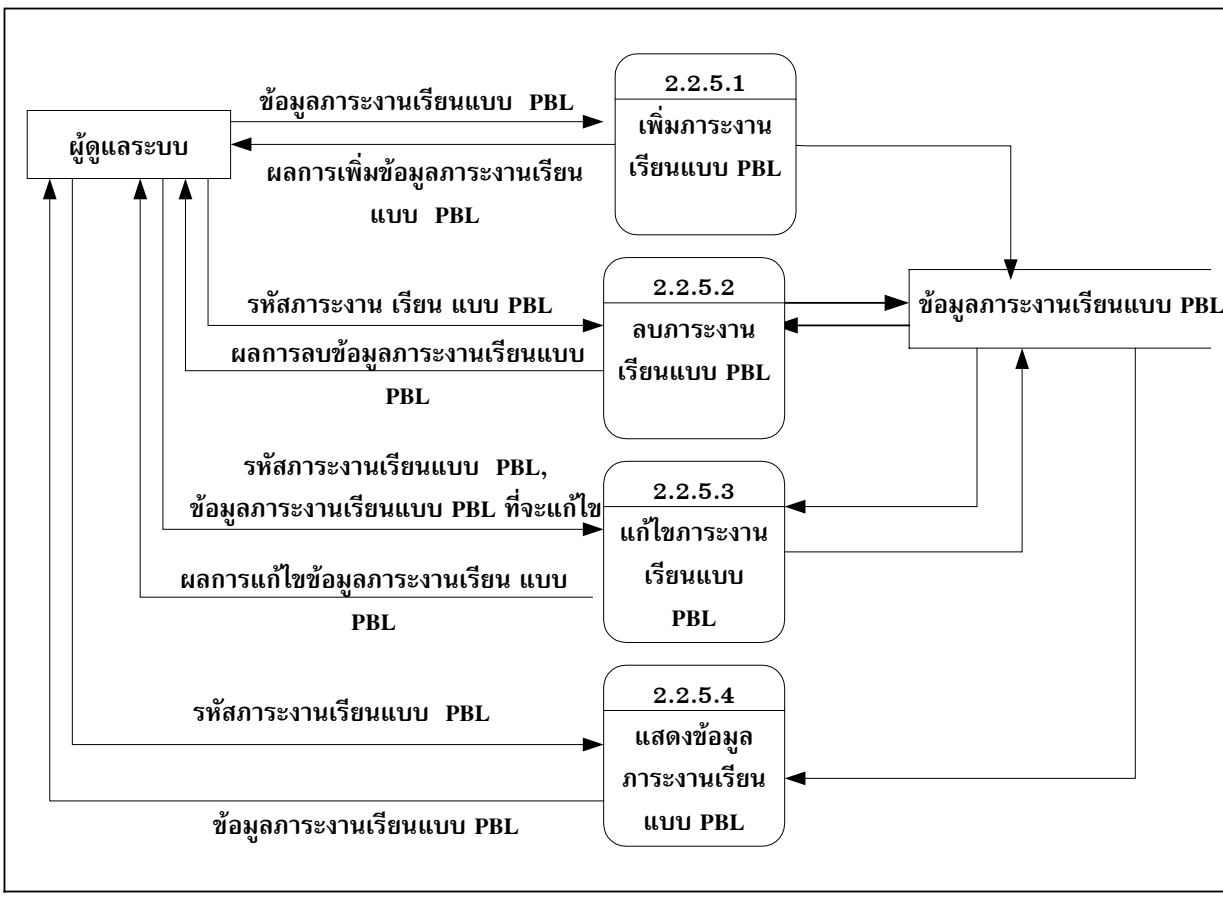 2.2.5.1
ข้อมูลภาระงานเรียนแบบ PBL
เพิ่มภาระงาน
ผู้ดูแลระบบ
เรียนแบบ PBL
ผลการเพิ่มข้อมูลภาระงานเรียน
แบบ PBL
2.2.5.2
รหัสภาระงาน เรียน แบบ PBL
ข้อมูลภาระงานเรียนแบบ PBL
ลบภาระงาน
เรียนแบบ PBL
ผลการลบข้อมูลภาระงานเรียนแบบ
PBL
รหัสภาระงานเรียนแบบ PBL,
ข้อมูลภาระงานเรียนแบบ PBL ที่จะแก้ไข
2.2.5.3
แก้ไขภาระงาน
เรียนแบบ
PBL
ผลการแก้ไขข้อมูลภาระงานเรียน แบบ
PBL
รหัสภาระงานเรียนแบบ PBL
2.2.5.4
แสดงข้อมูล
ภาระงานเรียน
แบบ PBL
ข้อมูลภาระงานเรียนแบบ PBL